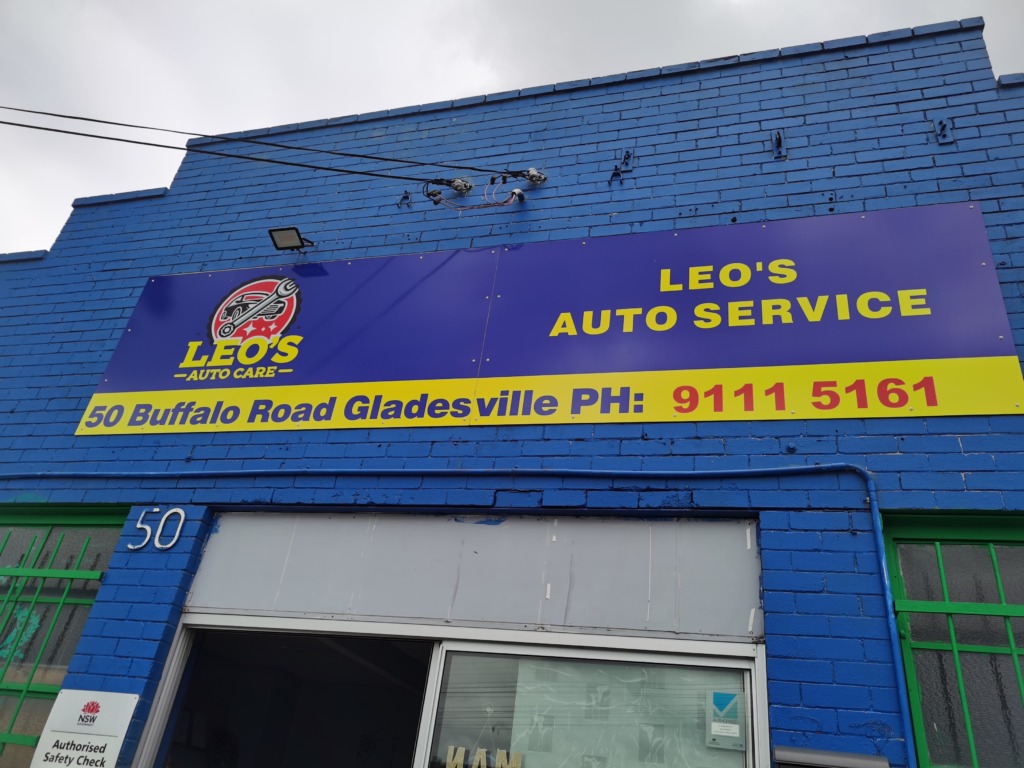 LEO'S
AUTO SERVICE
LEO'S
AUTO CARE
50 Buffalo Road Gladesville PH: 9111 5161
50
NSW
Authorised
Safety Check